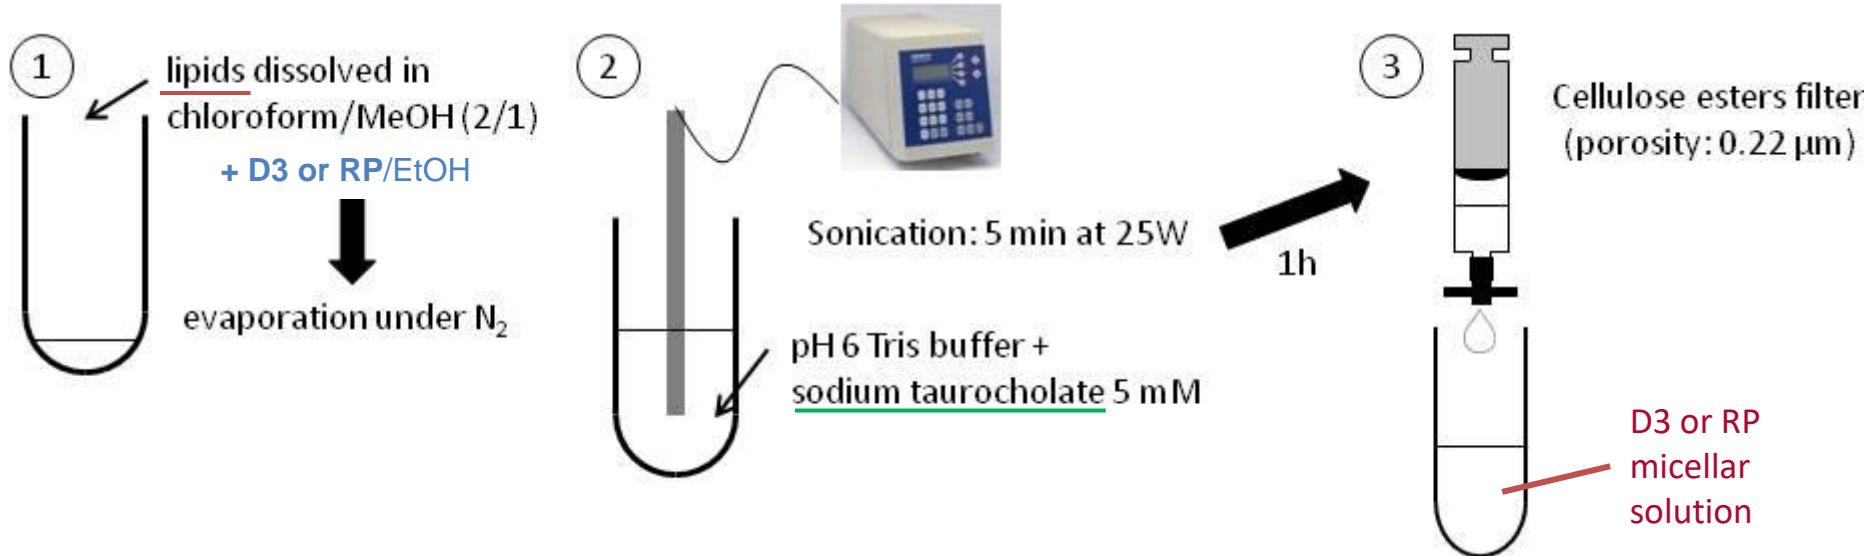 1
lipids dissolved in
chloroform/MeOH (2/1)
+ D3 or RP/EtOH
evaporation under N₂
2
Sonication: 5 min at 25W
pH 6 Tris buffer +
sodium taurocholate 5 mM
1h
3
Cellulose esters filter
(porosity: 0.22 µm)
D3 or RP
micellar
solution